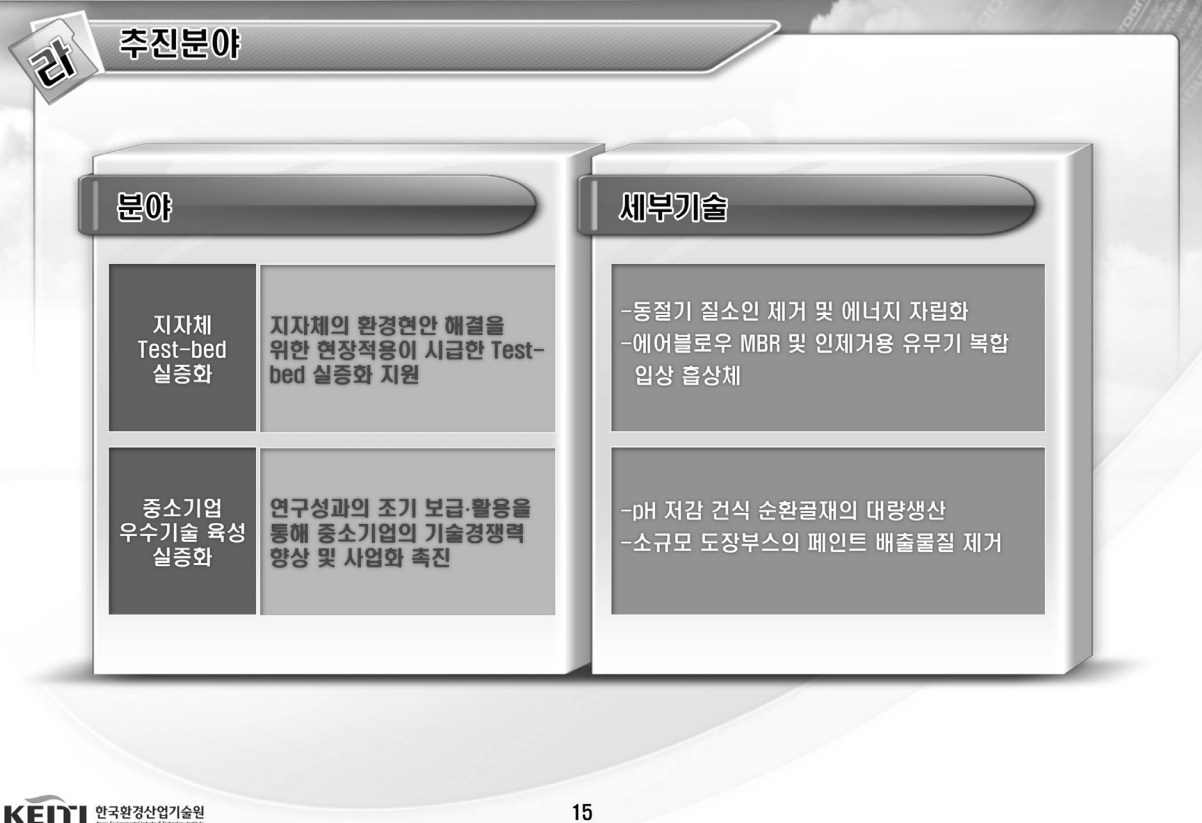 라
추진분야
분야
지자체
Test-bed
실증화
지자체의 환경현안 해결을
위한 현장적용이 시급한 Test-
bed 실증화 지원
중소기업
우수기술 육성
실증화
연구성과의 조기 보급·활용을
통해 중소기업의 기술경쟁력
향상 및 사업화 촉진
세부기술
-동절기 질소인 제거 및 에너지 자립화
-에어블로우 MBR 및 인제거용 유무기 복합
입상 흡상체
-pH 저감 건식 순환골재의 대량생산
-소규모 도장부스의 페인트 배출물질 제거
KEITI 한국환경산업기술원
15